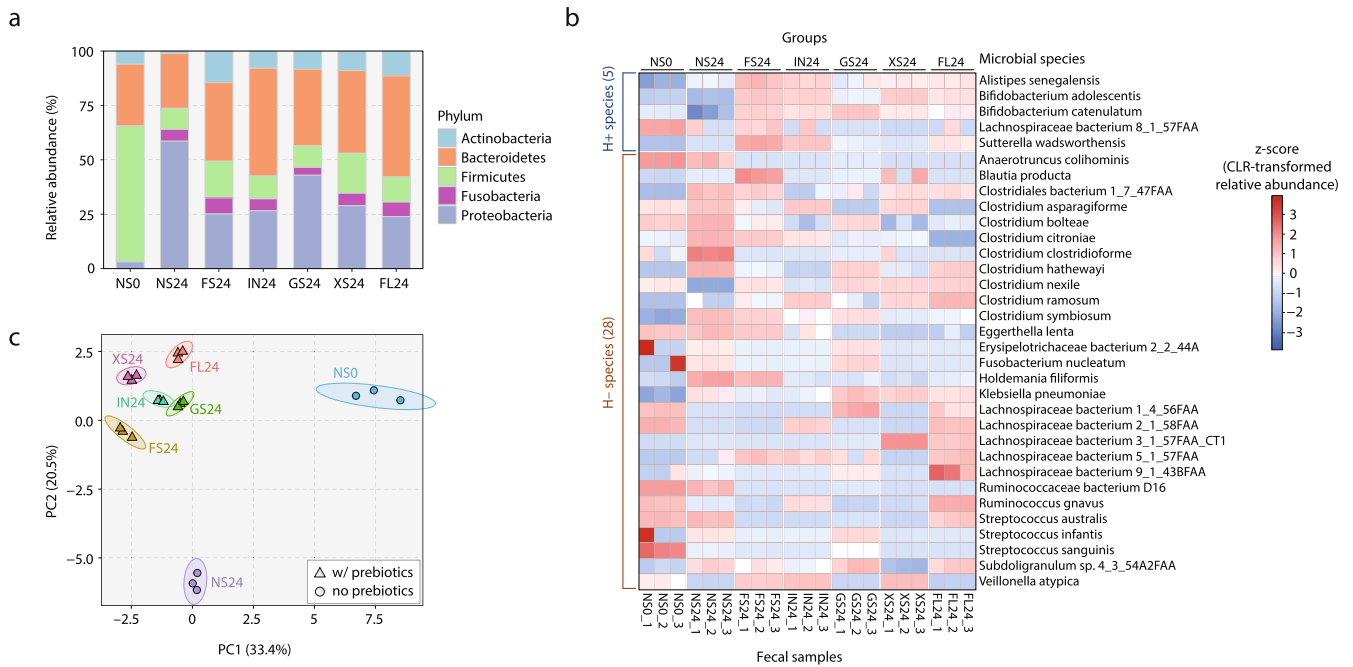 a
Relative abundance (%)
100
75
50
25
0
NS0 NS24 FS24 IN24 GS24 XS24 FL24
Phylum
Actinobacteria
Bacteroidetes
Firmicutes
Fusobacteria
Proteobacteria
b
Groups
NS0 NS24 FS24 IN24 GS24 XS24 FL24
Microbial species
H+ species (5)
H− species (28)
Alistipes senegalensis
Bifidobacterium adolescentis
Bifidobacterium catenulatum
Lachnospiraceae bacterium 8_1_57FAA
Sutterella wadsworthensis
Anaerotruncus colihominis
Blautia producta
Clostridiales bacterium 1_7_47FAA
Clostridium asparagiforme
Clostridium bolteae
Clostridium citroniae
Clostridium clostridioforme
Clostridium hathewayi
Clostridium nexile
Clostridium ramosum
Clostridium symbiosum
Eggerthella lenta
Erysipelotrichaceae bacterium 2_2_44A
Fusobacterium nucleatum
Holdemania filiformis
Klebsiella pneumoniae
Lachnospiraceae bacterium 1_4_56FAA
Lachnospiraceae bacterium 2_1_58FAA
Lachnospiraceae bacterium 3_1_57FAA_CT1
Lachnospiraceae bacterium 5_1_57FAA
Lachnospiraceae bacterium 9_1_43BFAA
Ruminococcaceae bacterium D16
Ruminococcus gnavus
Streptococcus australis
Streptococcus infantis
Streptococcus sanguinis
Subdoligranulum sp. 4_3_54A2FAA
Veillonella atypica
NS0_1 NS0_2 NS0_3 NS24_1 NS24_2 NS24_3 FS24_1 FS24_2 FS24_3 IN24_1 IN24_2 IN24_3 GS24_1 GS24_2 GS24_3 XS24_1 XS24_2 XS24_3 FL24_1 FL24_2 FL24_3
Fecal samples
z-score
(CLR-transformed
relative abundance)
3
2
1
0
−1
−2
−3
c
PC2 (20.5%)
2.5
0.0
−2.5
−5.0
XS24
FL24
NS0
IN24
GS24
FS24
NS24
w/ prebiotics
no prebiotics
−2.5 0 2.5 5 7.5
PC1 (33.4%)